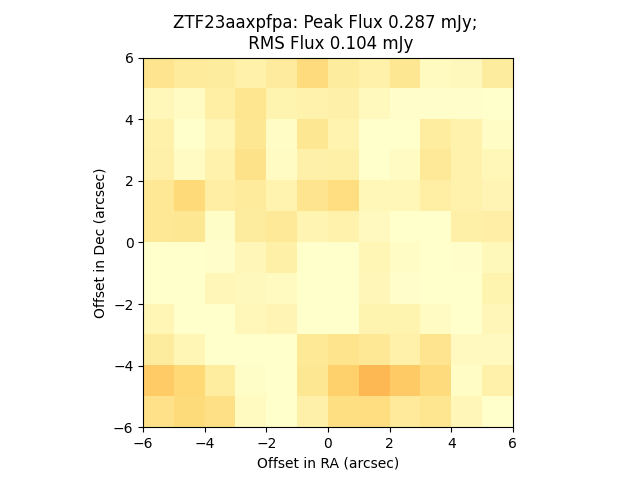 ZTF23aaxpfpa: Peak Flux 0.287 mJy;
RMS Flux 0.104 mJy
6
4
2
0
−2
−4
−6
Offset in Dec (arcsec)
−6 −4 −2 0 2 4 6
Offset in RA (arcsec)